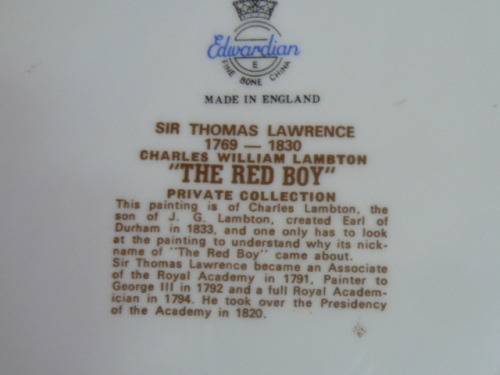 Edwardian
E
FINE BONE CHINA
MADE IN ENGLAND
SIR THOMAS LAWRENCE
1769 — 1830
CHARLES WILLIAM LAMBTON
"THE RED BOY"
PRIVATE COLLECTION
This painting is of Charles Lambton, the
son of J. G. Lambton, created Earl of
Durham in 1833, and one only has to look
at the painting to understand why its nick-
name of "The Red Boy" came about.
Sir Thomas Lawrence became an Associate
of the Royal Academy in 1791, Painter to
George III in 1792 and a full Royal Academ-
ician in 1794. He took over the Presidency
of the Academy in 1820.